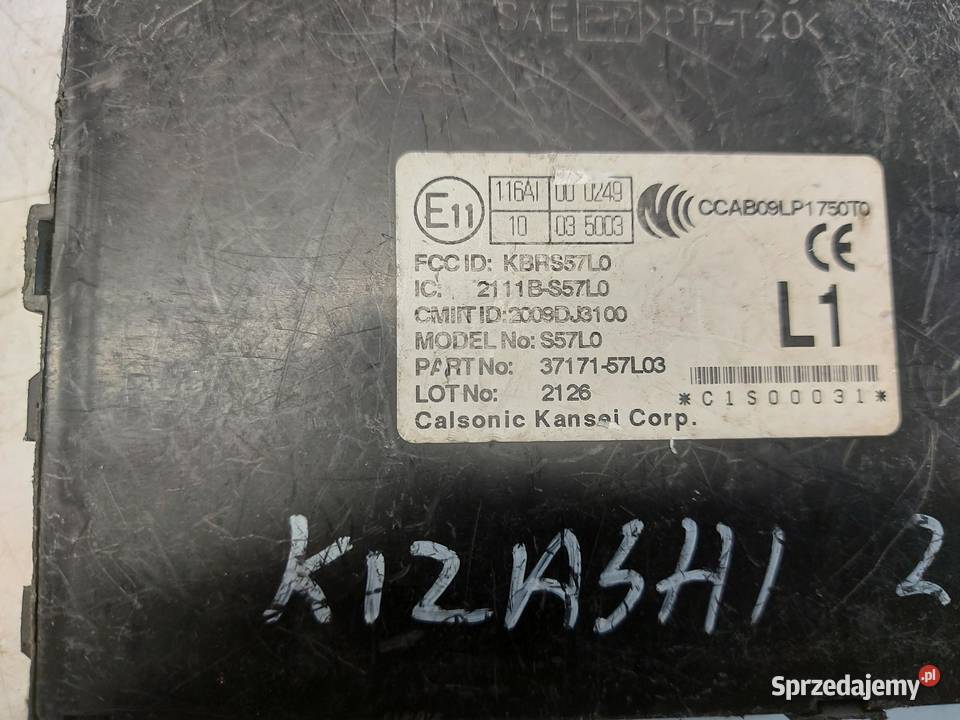 SAE >PP-T20<
E11
116AI 00 0249
10 03 5003
CCAB09LP1750T0
CE
FCC ID: KBRS57L0
IC: 2111B-S57L0
CMIIT ID:2009DJ3100
MODEL No: S57L0
L1
PART No: 37171-57L03
LOT No: 2126
*C1S00031*
Calsonic Kansei Corp.
KIZASHI 2
Sprzedajemy.pl